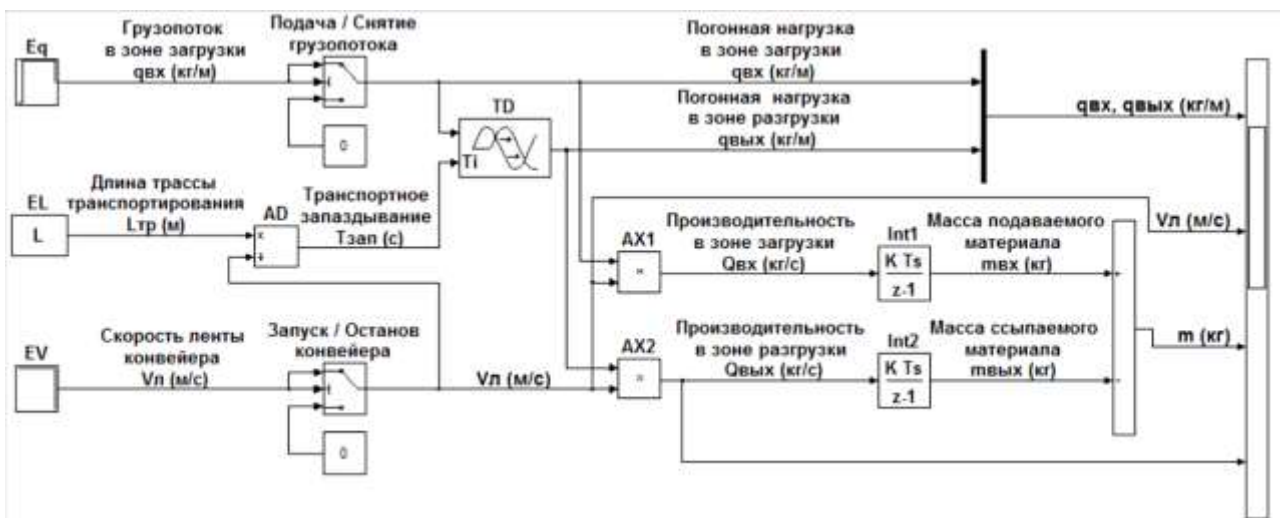 Eq
Грузопоток
в зоне загрузки
qвх (кг/м)
Подача / Снятие
грузопотока
0
TD
Ti
Погонная нагрузка
в зоне загрузки
qвх (кг/м)
Погонная нагрузка
в зоне разгрузки
qвых (кг/м)
qвх, qвых (кг/м)
EL
L
Длина трассы
транспортирования
Lтр (м)
AD
Транспортное
запаздывание
Тзап (с)
Vл (м/с)
AX1
×
Производительность
в зоне загрузки
Qвх (кг/с)
Int1
K Ts
z-1
Масса подаваемого
материала
mвх (кг)
+
EV
Скорость ленты
конвейера
Vл (м/с)
Запуск / Останов
конвейера
0
Vл (м/с)
AX2
×
Производительность
в зоне разгрузки
Qвых (кг/с)
Int2
K Ts
z-1
Масса ссыпаемого
материала
mвых (кг)
-
m (кг)